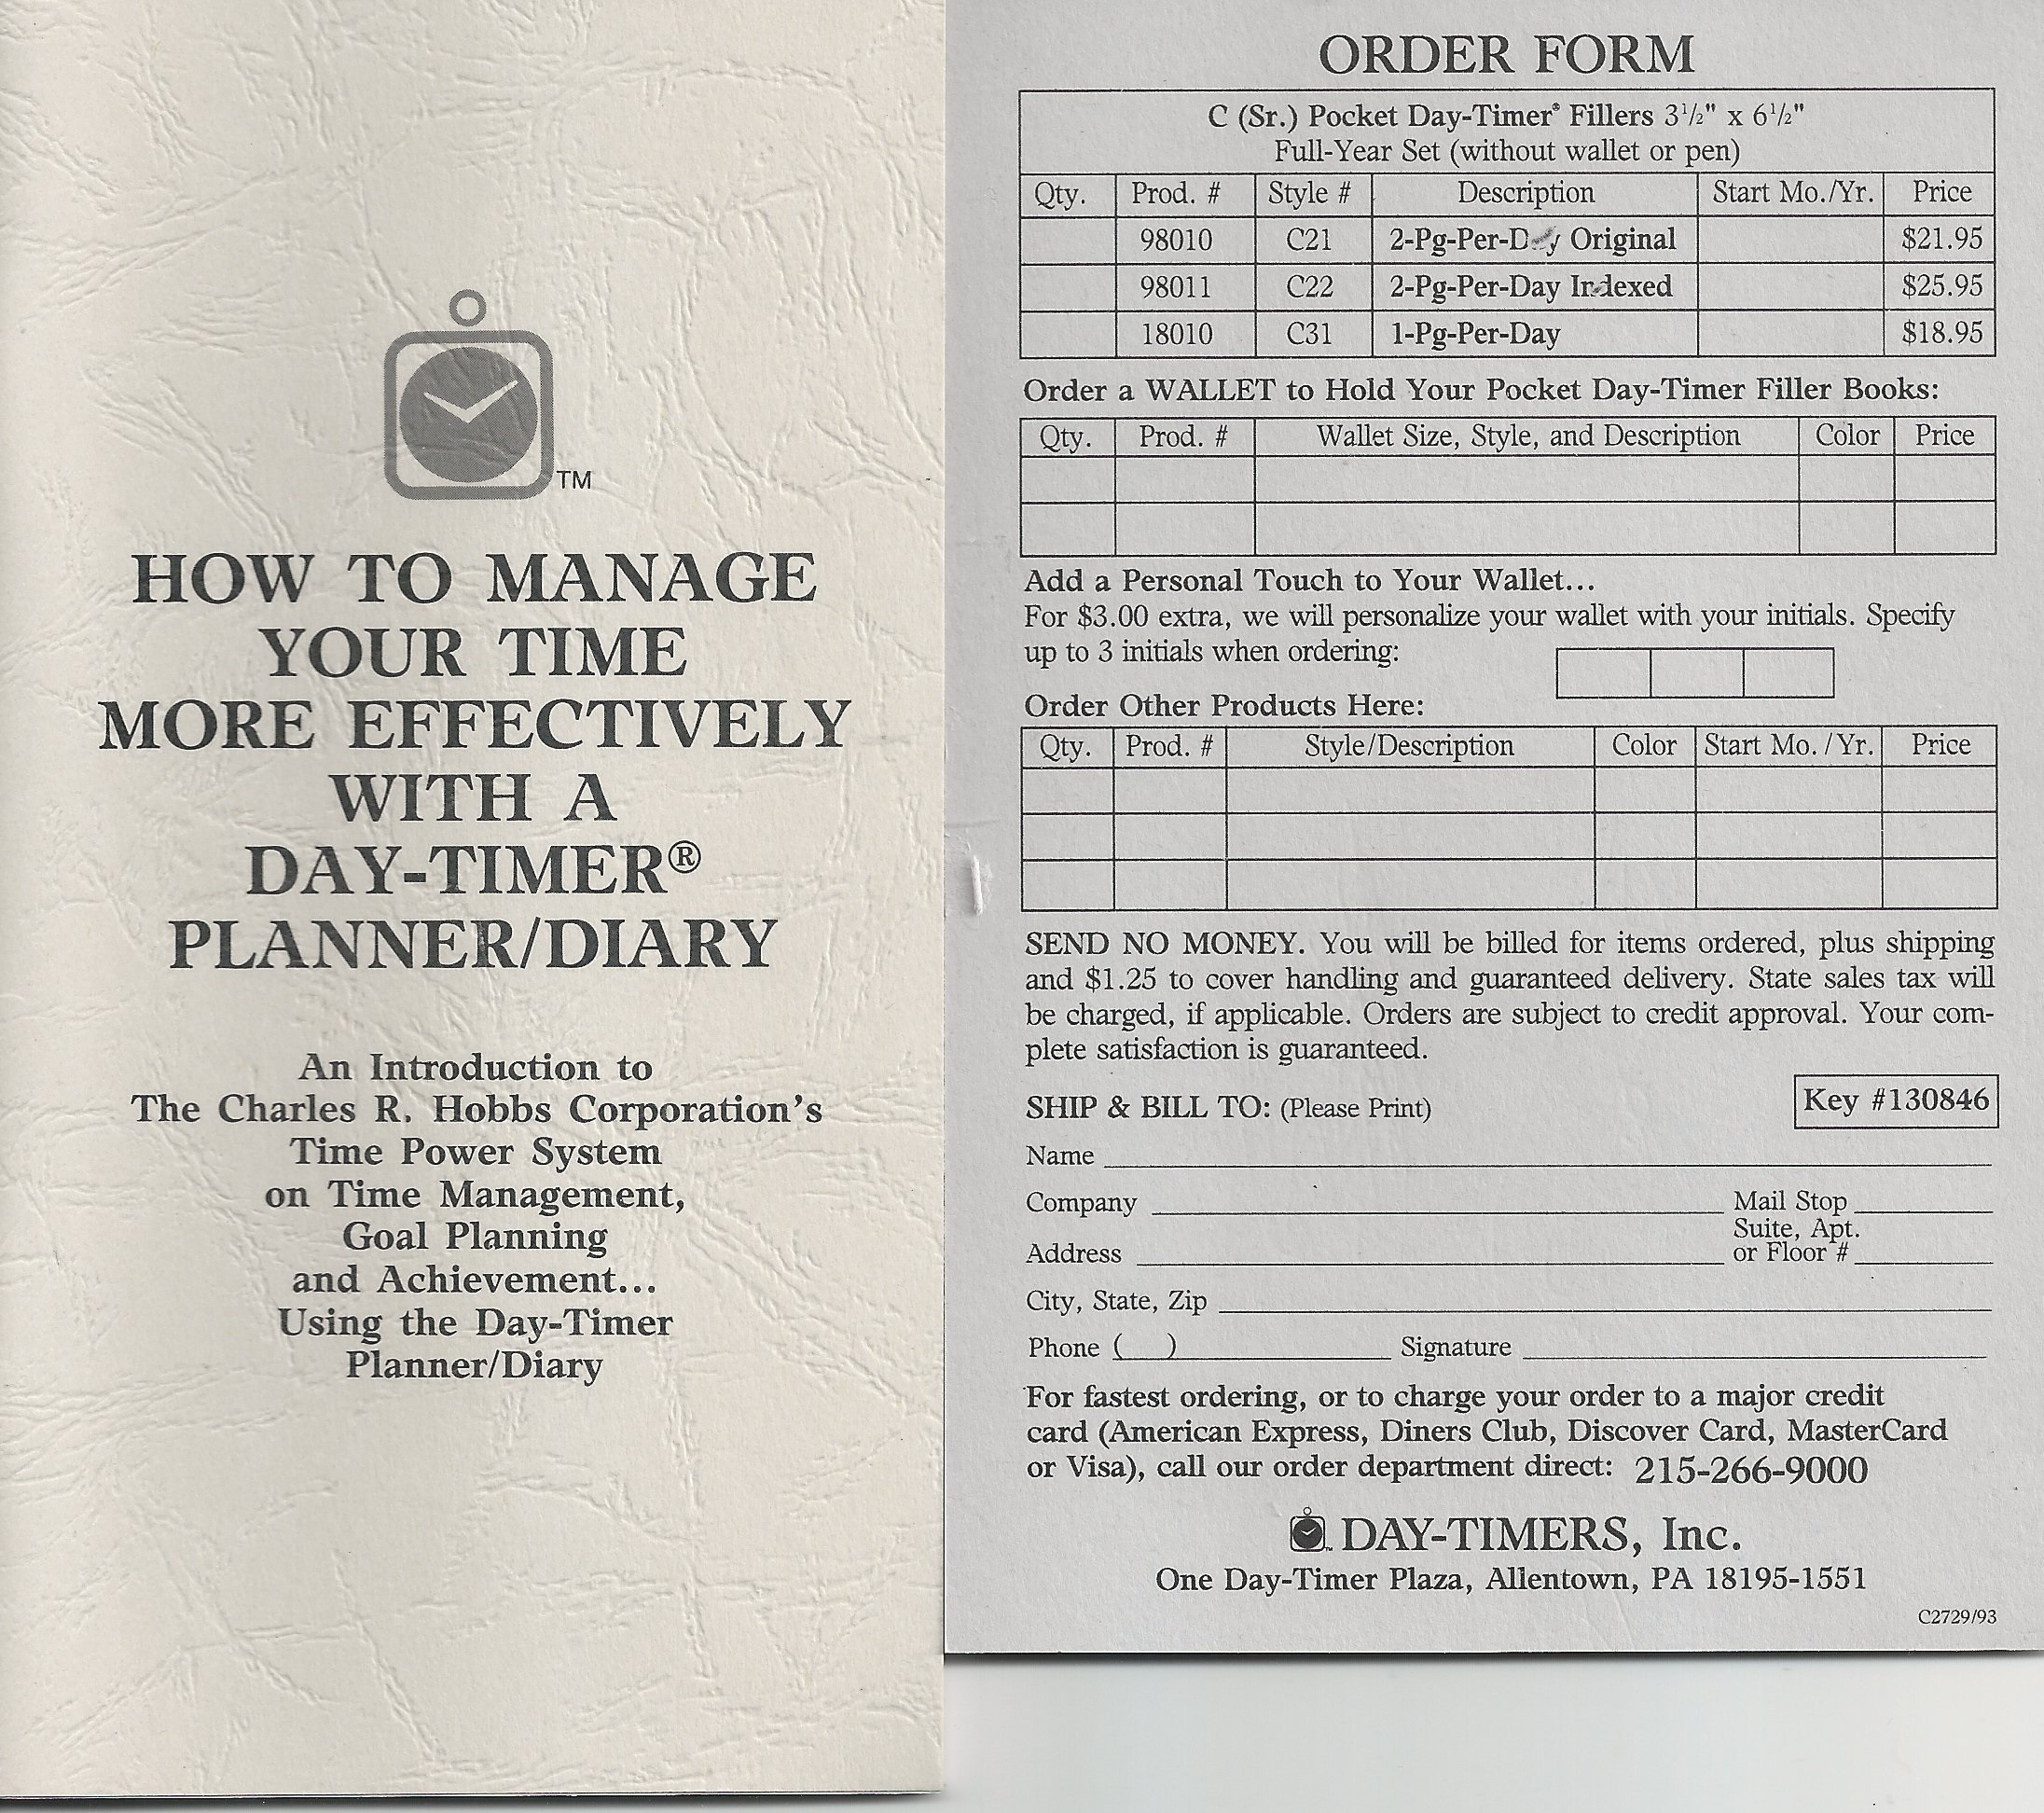 TM
HOW TO MANAGE
YOUR TIME
MORE EFFECTIVELY
WITH A
DAY-TIMER®
PLANNER/DIARY
An Introduction to
The Charles R. Hobbs Corporation's
Time Power System
on Time Management,
Goal Planning
and Achievement...
Using the Day-Timer
Planner/Diary
ORDER FORM
C (Sr.) Pocket Day-Timer® Fillers 3½" x 6½"
Full-Year Set (without wallet or pen)
Qty. Prod. # Style # Description Start Mo./Yr. Price
98010 C21 2-Pg-Per-Day Original $21.95
98011 C22 2-Pg-Per-Day Indexed $25.95
18010 C31 1-Pg-Per-Day $18.95
Order a WALLET to Hold Your Pocket Day-Timer Filler Books:
Qty. Prod. # Wallet Size, Style, and Description Color Price
Add a Personal Touch to Your Wallet...
For $3.00 extra, we will personalize your wallet with your initials. Specify
up to 3 initials when ordering:
Order Other Products Here:
Qty. Prod. # Style/Description Color Start Mo./Yr. Price
SEND NO MONEY. You will be billed for items ordered, plus shipping
and $1.25 to cover handling and guaranteed delivery. State sales tax will
be charged, if applicable. Orders are subject to credit approval. Your com-
plete satisfaction is guaranteed.
SHIP & BILL TO: (Please Print) Key #130846
Name
Company Mail Stop
Suite, Apt.
Address or Floor #
City, State, Zip
Phone ( ) Signature
For fastest ordering, or to charge your order to a major credit
card (American Express, Diners Club, Discover Card, MasterCard
or Visa), call our order department direct: 215-266-9000
DAY-TIMERS, Inc.
One Day-Timer Plaza, Allentown, PA 18195-1551
C2729/93